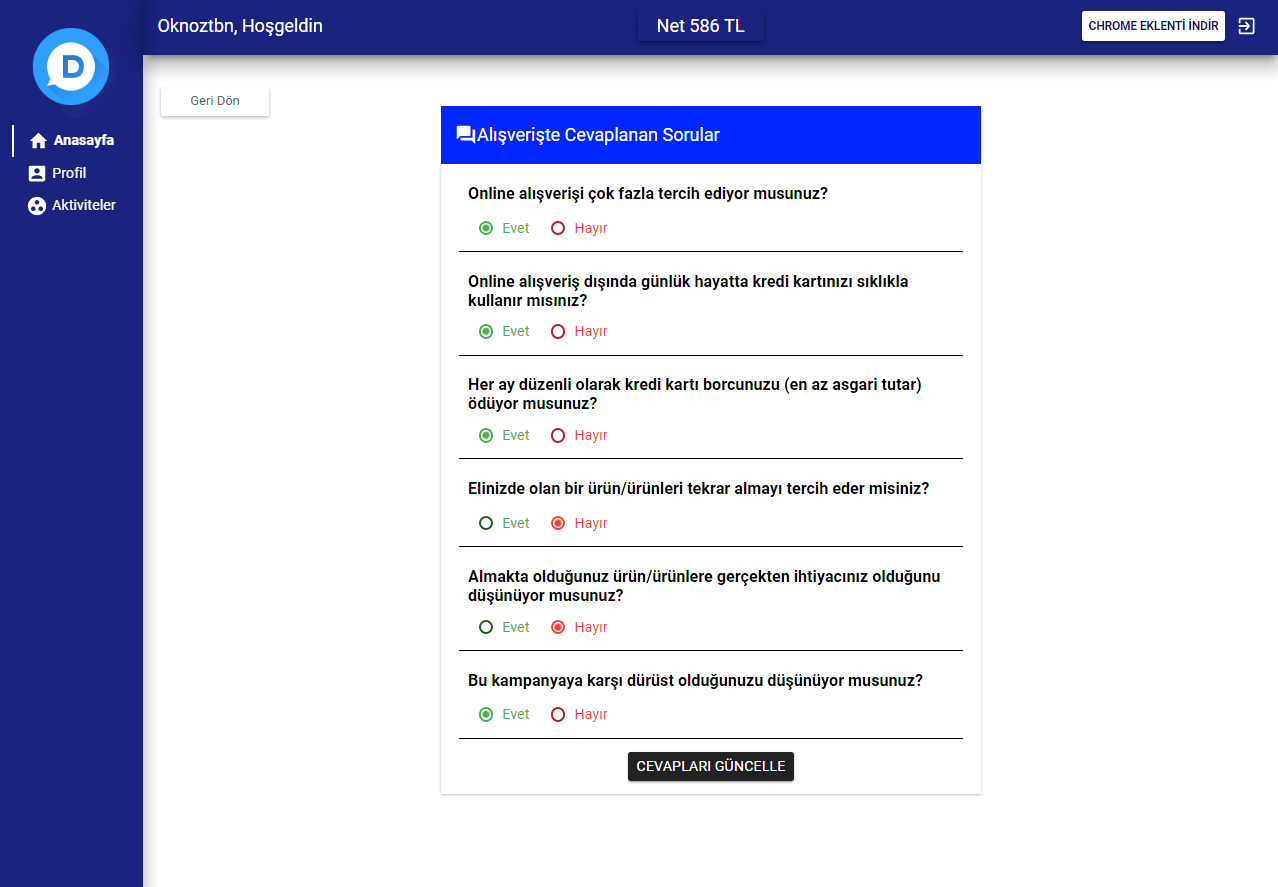 Oknoztbn, Hoşgeldin
Net 586 TL
CHROME EKLENTİ İNDİR
D
Anasayfa
Profil
Aktiviteler
Geri Dön
Alışverişte Cevaplanan Sorular
Online alışverişi çok fazla tercih ediyor musunuz?
Evet Hayır
Online alışveriş dışında günlük hayatta kredi kartınızı sıklıkla
kullanır mısınız?
Evet Hayır
Her ay düzenli olarak kredi kartı borcunuzu (en az asgari tutar)
ödüyor musunuz?
Evet Hayır
Elinizde olan bir ürün/ürünleri tekrar almayı tercih eder misiniz?
Evet Hayır
Almakta olduğunuz ürün/ürünlere gerçekten ihtiyacınız olduğunu
düşünüyor musunuz?
Evet Hayır
Bu kampanyaya karşı dürüst olduğunuzu düşünüyor musunuz?
Evet Hayır
CEVAPLARI GÜNCELLE